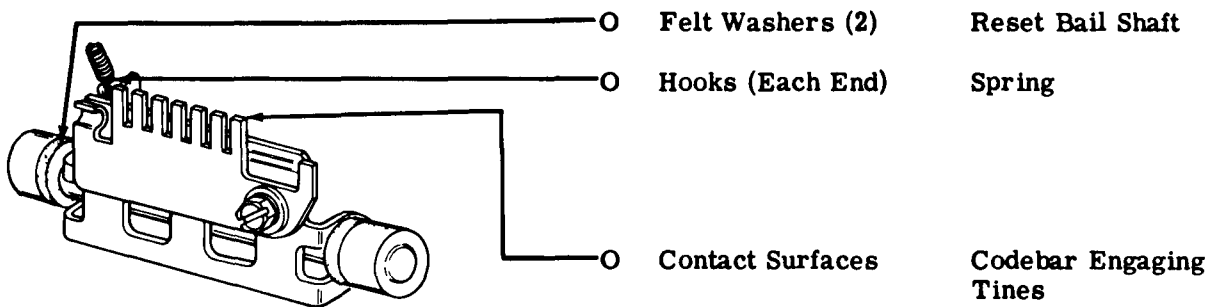 O Felt Washers (2) Reset Bail Shaft
O Hooks (Each End) Spring
O Contact Surfaces Codebar Engaging
Tines